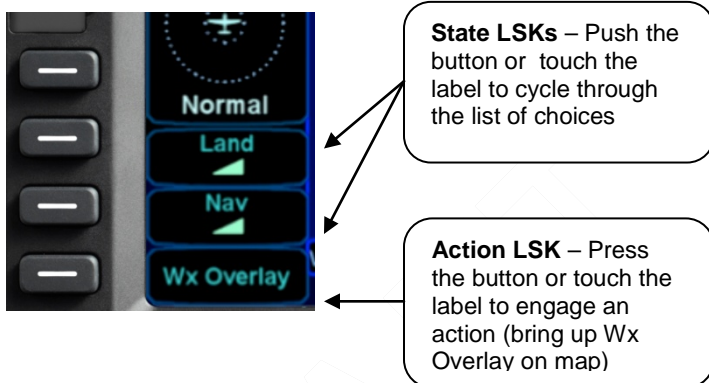 Normal
Land
Nav
Wx Overlay
State LSKs – Push the
button or touch the
label to cycle through
the list of choices
Action LSK – Press
the button or touch the
label to engage an
action (bring up Wx
Overlay on map)